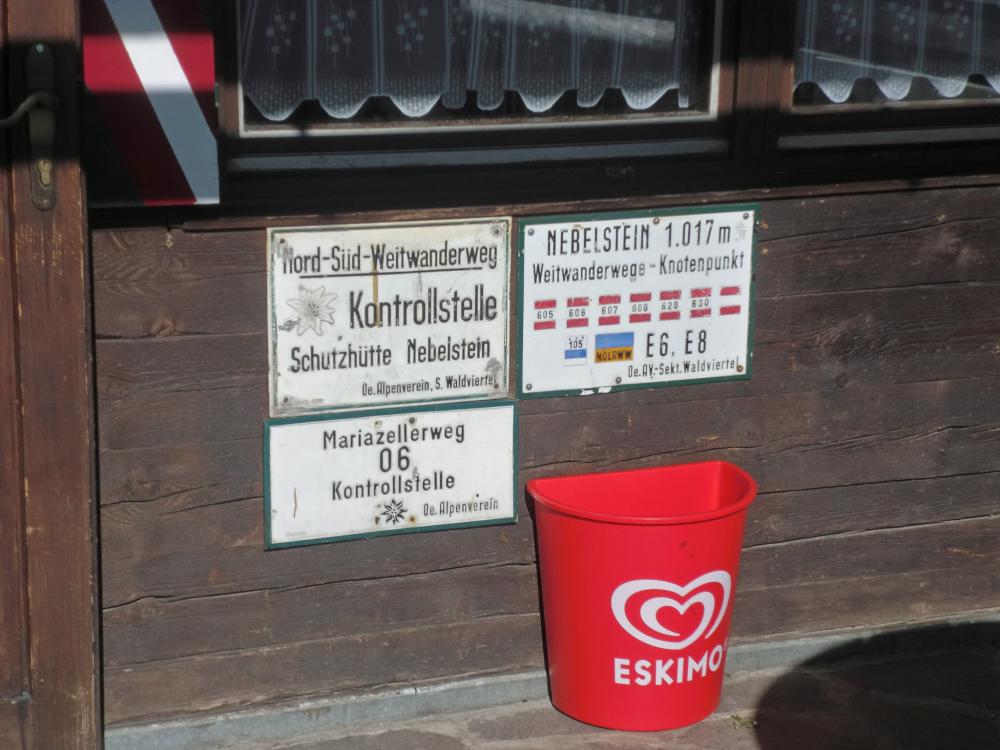 Nord-Süd-Weitwanderweg
Kontrollstelle
Schutzhütte Nebelstein
Oe. Alpenverein, S. Waldviertel
NEBELSTEIN 1.017 m
Weitwanderwege - Knotenpunkt
605 606 607 608 620 630
105 NÖLRWW E6, E8
Oe. AV.-Sekt. Waldviertel
Mariazellerweg
06
Kontrollstelle
Oe. Alpenverein
ESKIMO